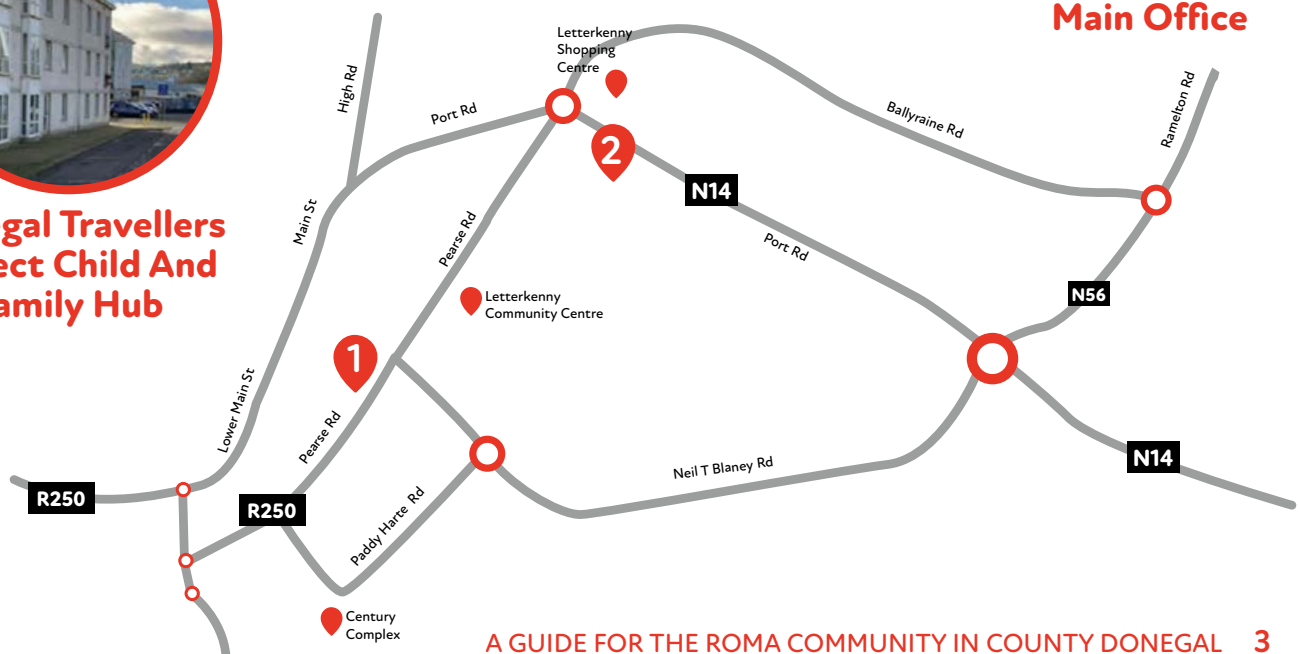 Main Office
gal Travellers
ect Child And
amily Hub
Letterkenny
Shopping
Centre
High Rd
Port Rd
Ballyraine Rd
Ramelton Rd
2
N14
Main St
Pearse Rd
Port Rd
N56
Letterkenny
Community Centre
1
Lower Main St
Pearse Rd
Neil T Blaney Rd
N14
R250
R250
Paddy Harte Rd
Century
Complex
A GUIDE FOR THE ROMA COMMUNITY IN COUNTY DONEGAL 3